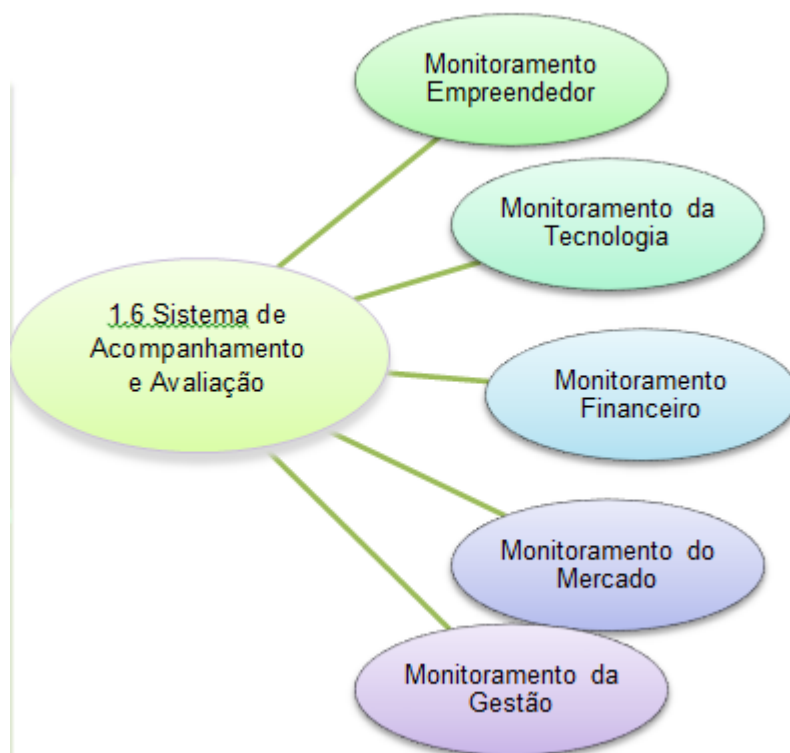 Monitoramento
Empreendedor
Monitoramento da
Tecnologia
1.6 Sistema de
Acompanhamento
e Avaliação
Monitoramento
Financeiro
Monitoramento do
Mercado
Monitoramento da
Gestão